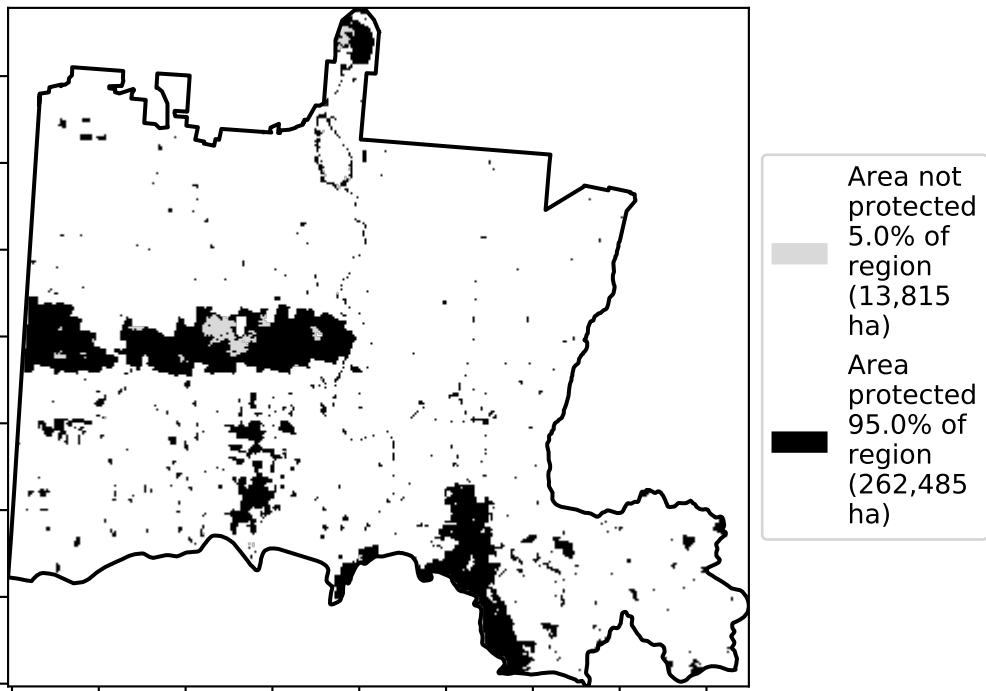 Area not
protected
5.0% of
region
(13,815
ha)
Area
protected
95.0% of
region
(262,485
ha)